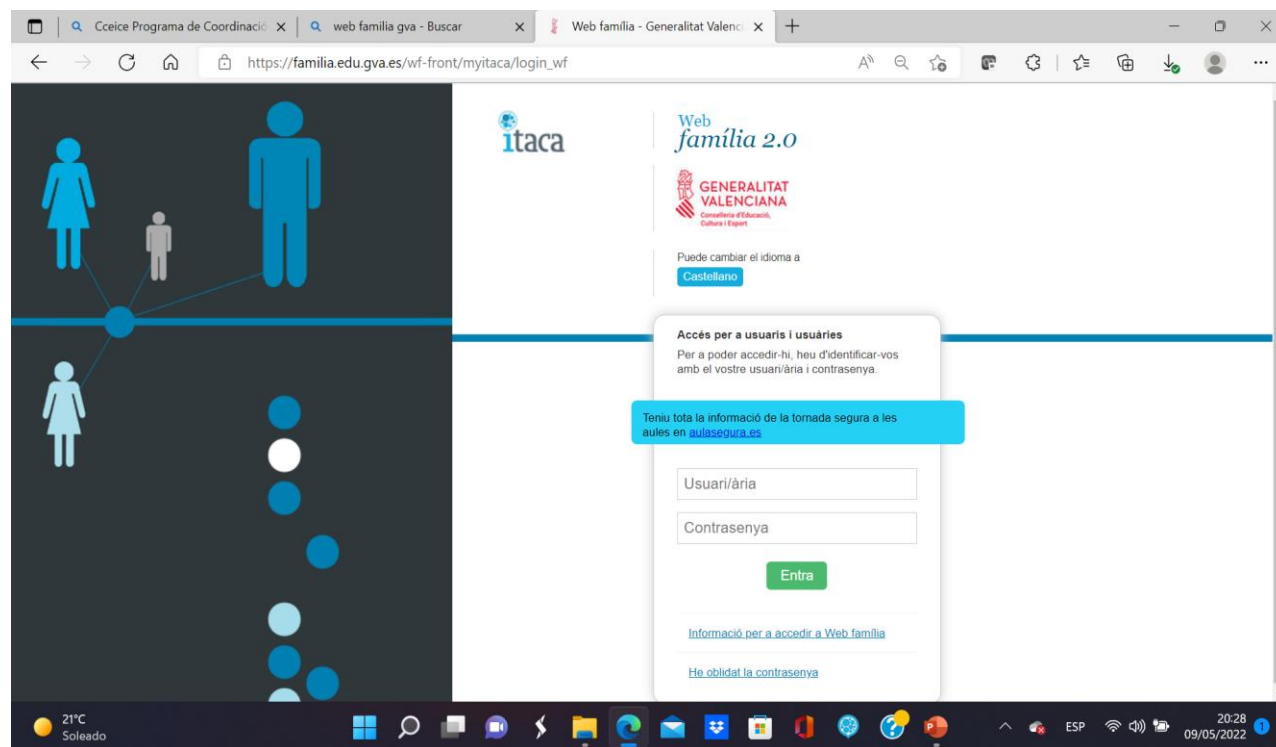 Cceice Programa de Coordinació
web familia gva - Buscar
Web família - Generalitat Valenci
https://familia.edu.gva.es/wf-front/myitaca/login_wf
itaca
Web
família 2.0
GENERALITAT
VALENCIANA
Conselleria d'Educació,
Cultura i Esport
Puede cambiar el idioma a
Castellano
Accés per a usuaris i usuàries
Per a poder accedir-hi, heu d'identificar-vos
amb el vostre usuari/ària i contrasenya.
Teniu tota la informació de la tornada segura a les
aules en aulasegura.es
Usuari/ària
Contrasenya
Entra
Informació per a accedir a Web família
He oblidat la contrasenya
21°C
Soleado
ESP
20:28
09/05/2022
1